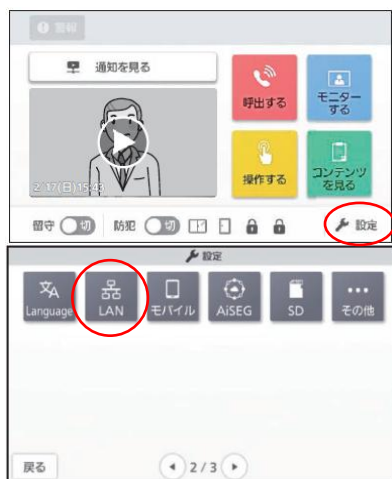 警報
通知を見る
呼出する
モニター
する
2/17(日)15:43
操作する
コンテンツ
を見る
留守 切 防犯 切 設定
設定
文A
Language LAN モバイル AiSEG SD その他
戻る 2/3